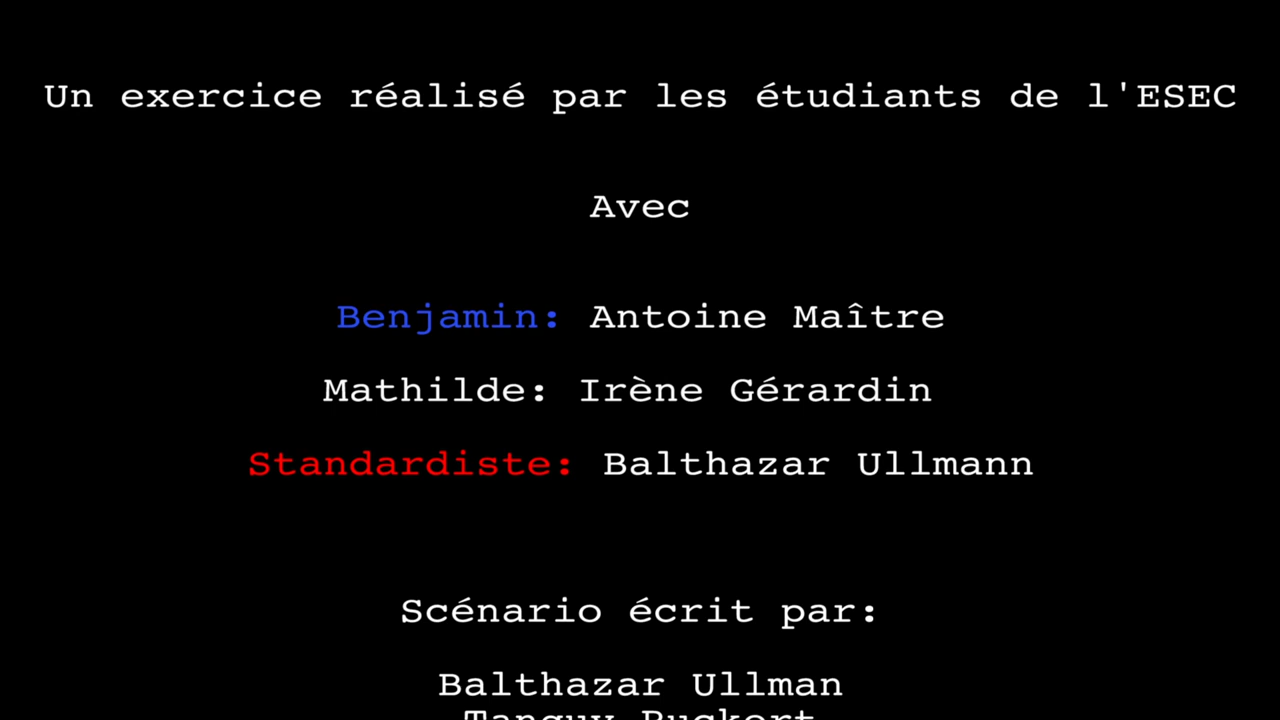 Un exercice réalisé par les étudiants de l'ESEC
Avec
Benjamin: Antoine Maître
Mathilde: Irène Gérardin
Standardiste: Balthazar Ullmann
Scénario écrit par:
Balthazar Ullman
Tanguy